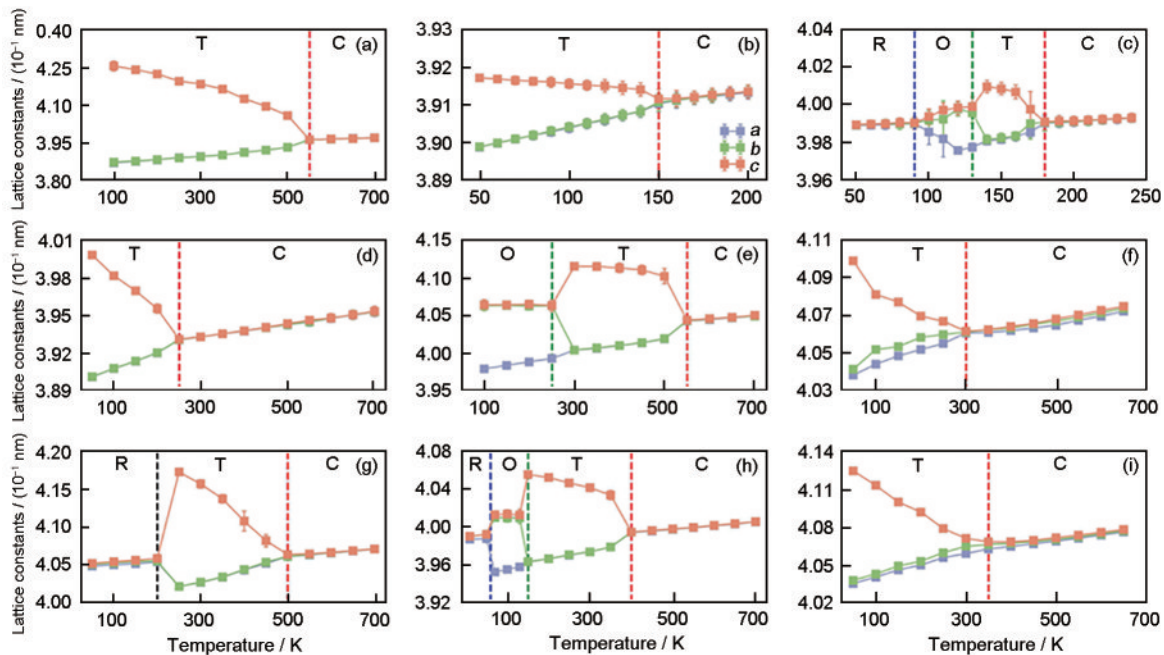 Lattice constants / (10⁻¹ nm)
0.40
4.25
4.10
3.95
3.80
100
300
500
700
T
C
(a)
3.93
3.92
3.91
3.90
3.89
50
100
150
200
T
C
(b)
a
b
c
4.04
4.02
4.00
3.98
3.96
50
100
150
200
250
R
O
T
C
(c)
Lattice constants / (10⁻¹ nm)
4.01
3.98
3.95
3.92
3.89
100
300
500
700
T
C
(d)
4.15
4.10
4.05
4.00
3.95
100
300
500
700
O
T
C
(e)
4.11
4.09
4.07
4.05
4.03
100
300
500
700
T
C
(f)
Lattice constants / (10⁻¹ nm)
4.20
4.15
4.10
4.05
4.00
100
300
500
700
R
T
C
(g)
Temperature / K
4.08
4.04
4.00
3.96
3.92
100
300
500
700
R
O
T
C
(h)
Temperature / K
4.14
4.11
4.08
4.05
4.02
100
300
500
700
T
C
(i)
Temperature / K